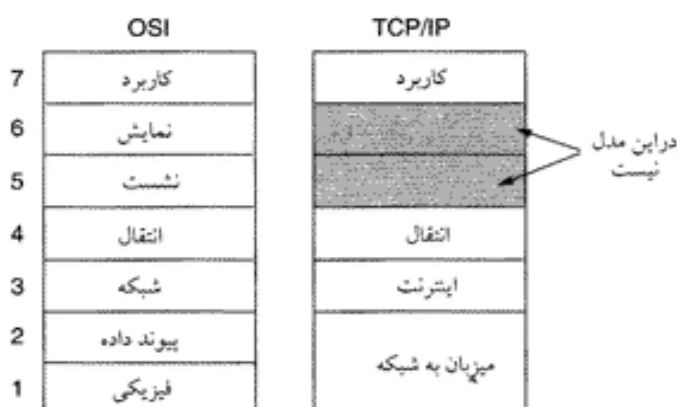 OSI
TCP/IP
7
کاربرد
کاربرد
6
نمایش
دراین مدل
نیست
5
نشست
4
انتقال
انتقال
3
شبکه
اینترنت
2
پیوند داده
میزبان به شبکه
1
فیزیکی